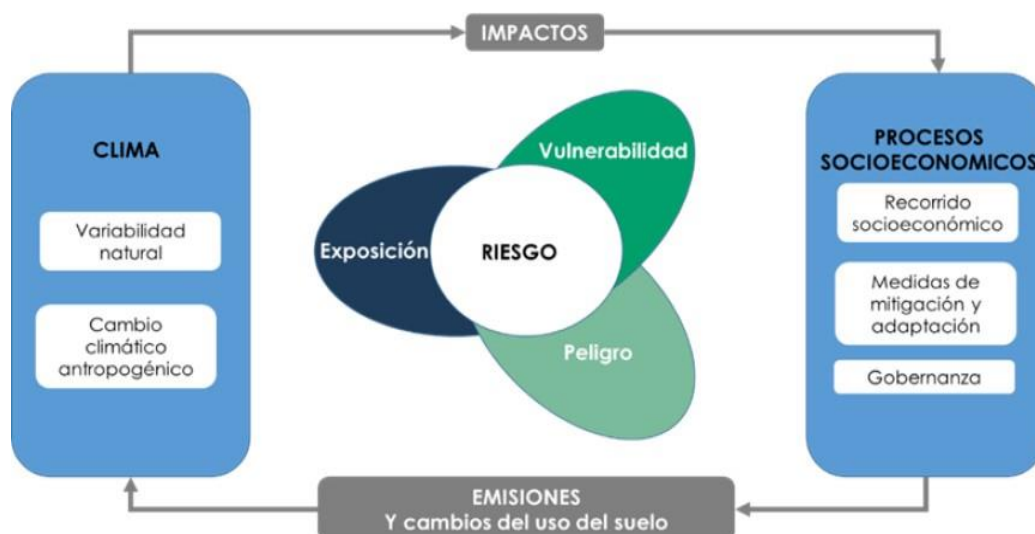 IMPACTOS
CLIMA
Variabilidad
natural
Cambio
climático
antropogénico
Vulnerabilidad
Exposición
RIESGO
Peligro
PROCESOS
SOCIOECONOMICOS
Recorrido
socioeconómico
Medidas de
mitigación y
adaptación
Gobernanza
EMISIONES
Y cambios del uso del suelo